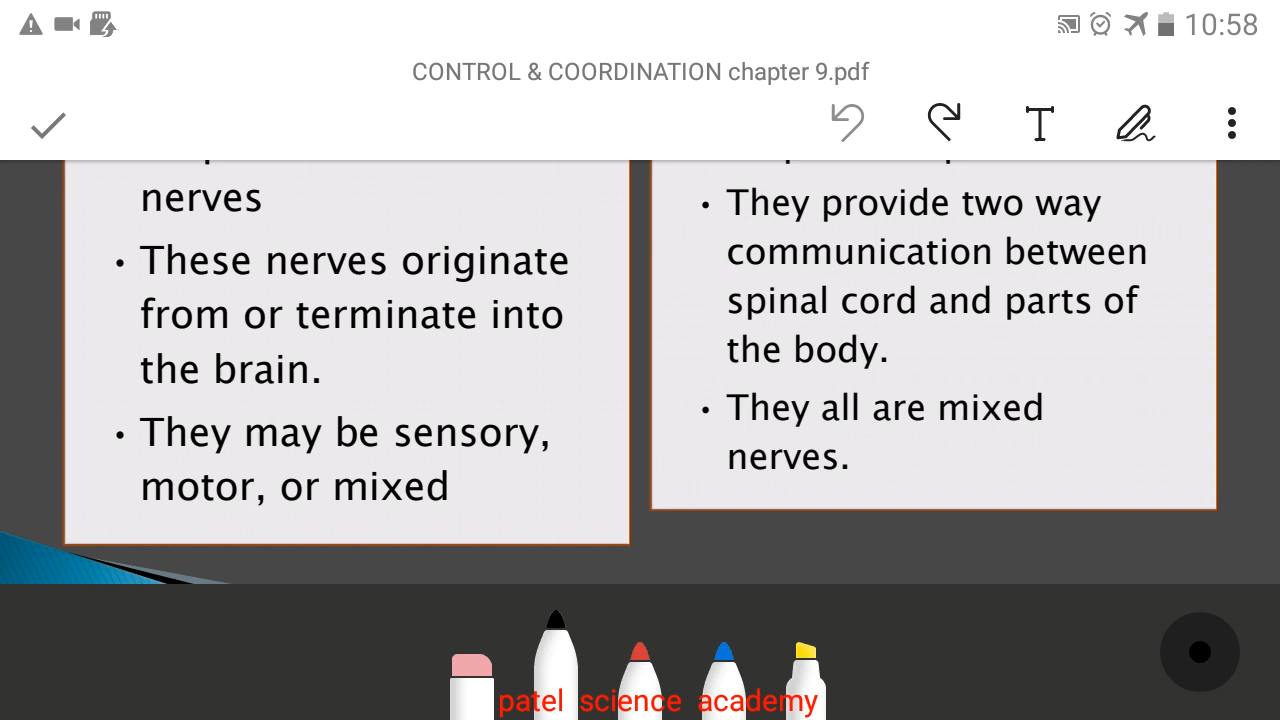 10:58
CONTROL & COORDINATION chapter 9.pdf
nerves
• These nerves originate
from or terminate into
the brain.
• They may be sensory,
motor, or mixed
• They provide two way
communication between
spinal cord and parts of
the body.
• They all are mixed
nerves.
patel science academy